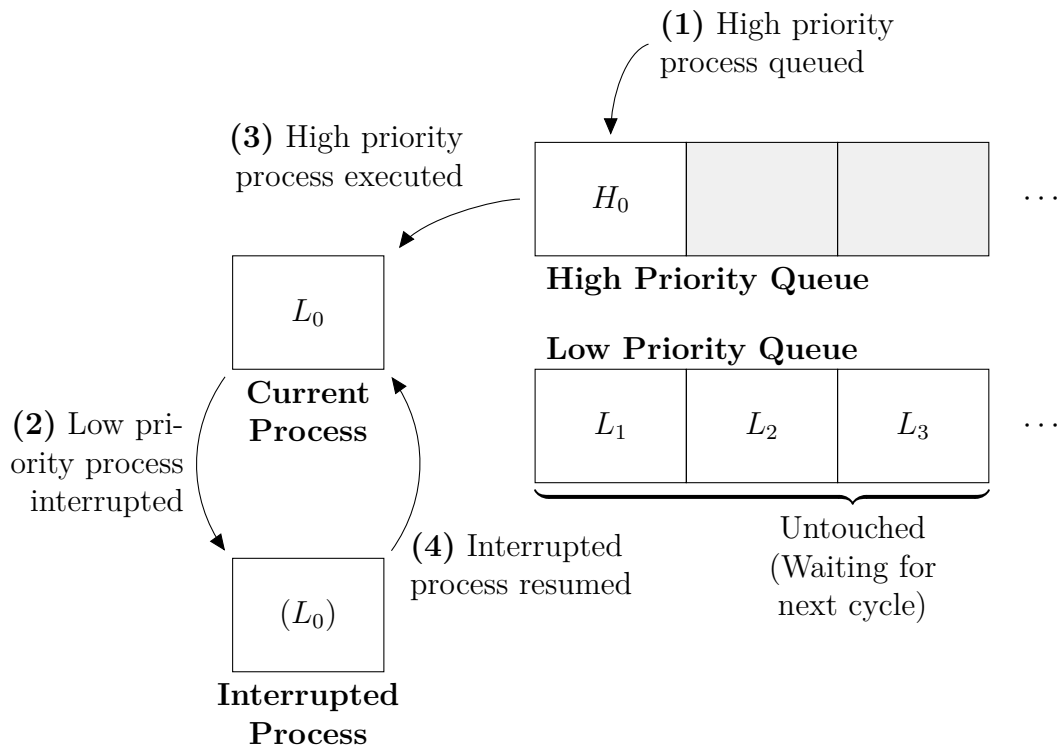 (1) High priority
process queued
(3) High priority
process executed
H₀
· · ·
High Priority Queue
L₀
Current
Process
Low Priority Queue
L₁
L₂
L₃
· · ·
(2) Low pri-
ority process
interrupted
Untouched
(Waiting for
next cycle)
(4) Interrupted
process resumed
(L₀)
Interrupted
Process